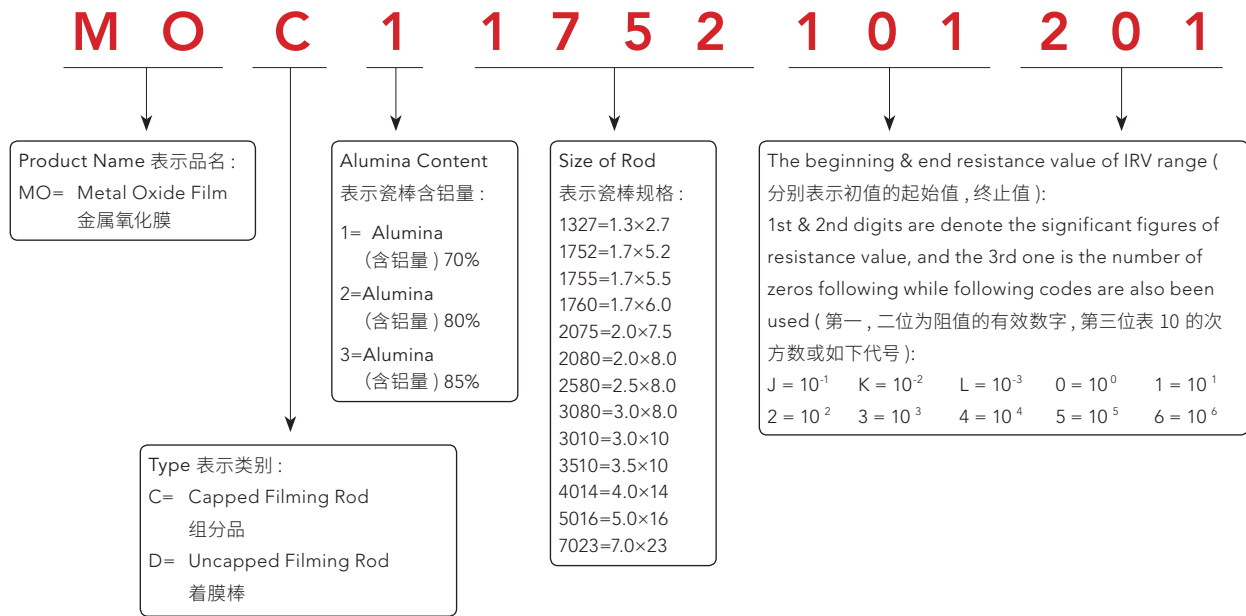 M O C 1 1 7 5 2 1 0 1 2 0 1
Product Name 表示品名 :
MO= Metal Oxide Film
金属氧化膜
Alumina Content
表示瓷棒含铝量 :
1= Alumina
(含铝量 ) 70%
2=Alumina
(含铝量 ) 80%
3=Alumina
(含铝量 ) 85%
Size of Rod
表示瓷棒规格 :
1327=1.3×2.7
1752=1.7×5.2
1755=1.7×5.5
1760=1.7×6.0
2075=2.0×7.5
2080=2.0×8.0
2580=2.5×8.0
3080=3.0×8.0
3010=3.0×10
3510=3.5×10
4014=4.0×14
5016=5.0×16
7023=7.0×23
The beginning & end resistance value of IRV range (
分别表示初值的起始值 , 终止值 ):
1st & 2nd digits are denote the significant figures of
resistance value, and the 3rd one is the number of
zeros following while following codes are also been
used ( 第一 , 二位为阻值的有效数字 , 第三位表 10 的次
方数或如下代号 ):
J = 10⁻¹ K = 10⁻² L = 10⁻³ 0 = 10⁰ 1 = 10¹
2 = 10² 3 = 10³ 4 = 10⁴ 5 = 10⁵ 6 = 10⁶
Type 表示类别 :
C= Capped Filming Rod
组分品
D= Uncapped Filming Rod
着膜棒